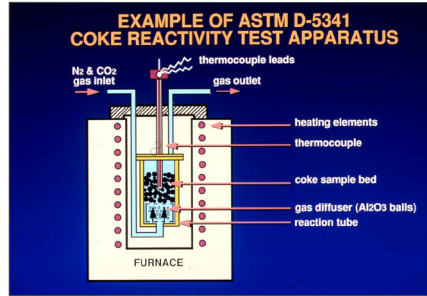 EXAMPLE OF ASTM D-5341
COKE REACTIVITY TEST APPARATUS
thermocouple leads
N2 & CO2
gas inlet
gas outlet
heating elements
thermocouple
coke sample bed
gas diffuser (Al2O3 balls)
reaction tube
FURNACE